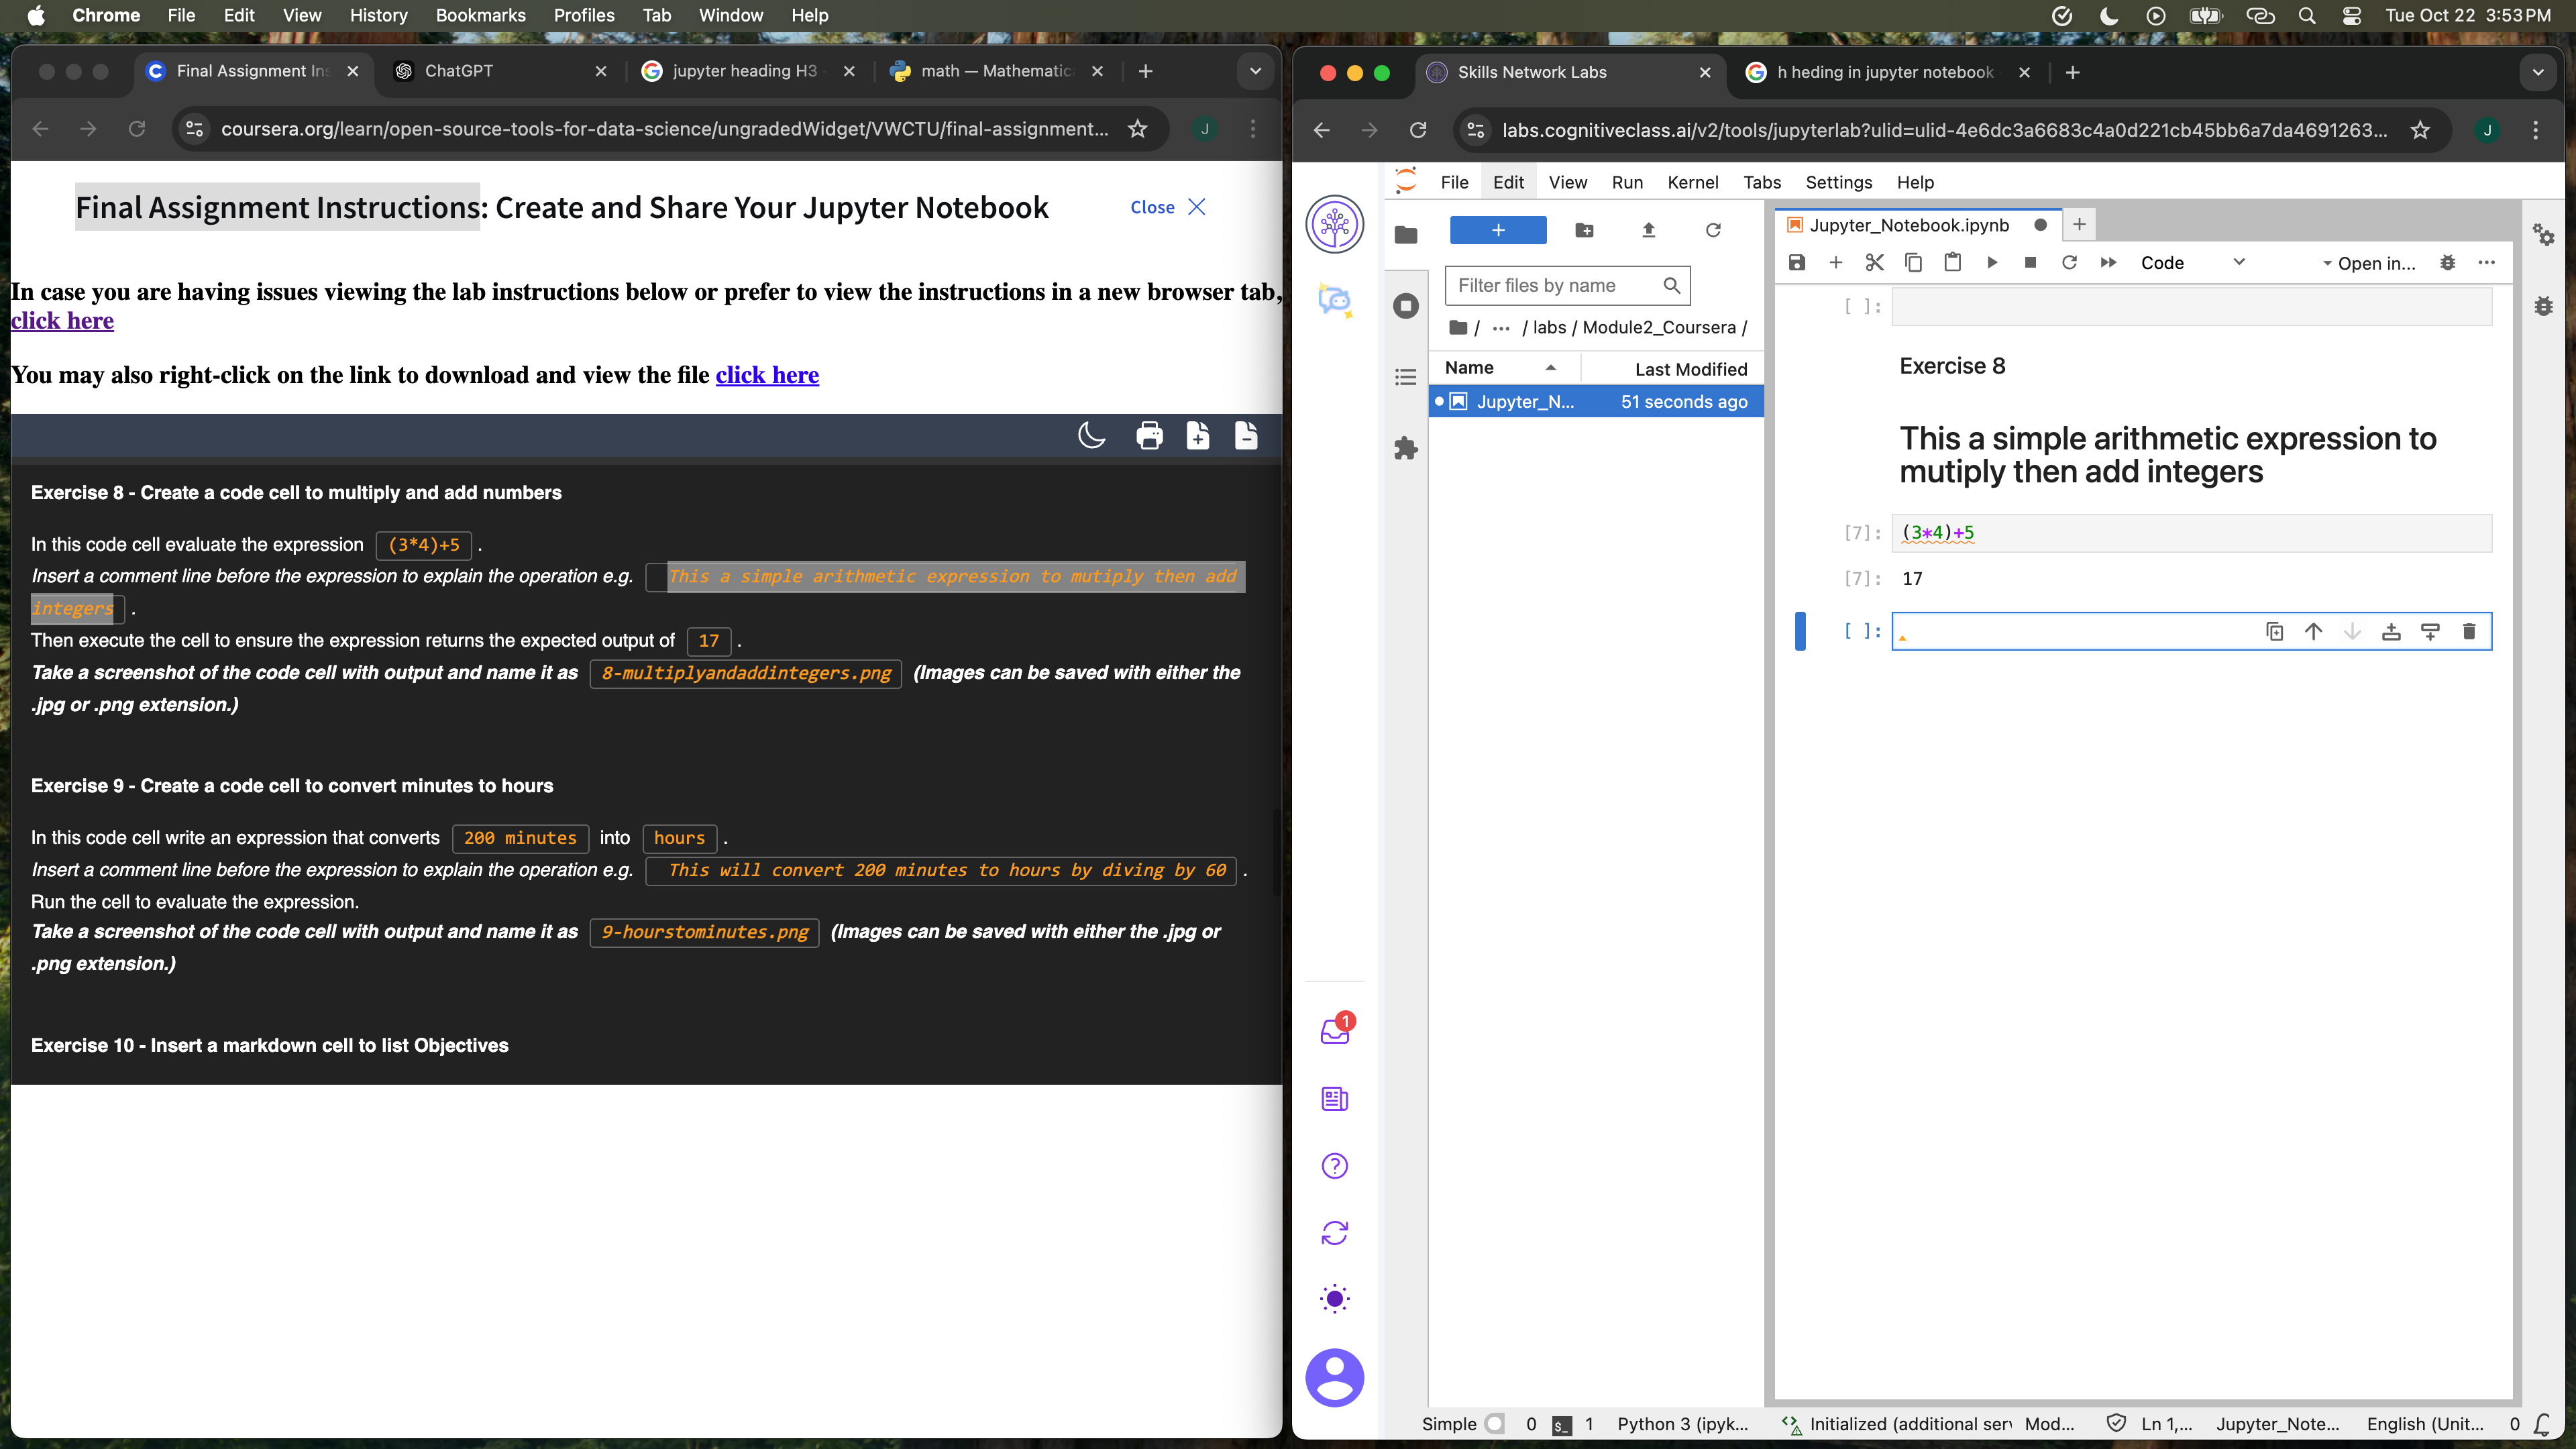 Chrome File Edit View History Bookmarks Profiles Tab Window Help Tue Oct 22 3:53 PM
Final Assignment Ins ChatGPT jupyter heading H3 - math — Mathematic
coursera.org/learn/open-source-tools-for-data-science/ungradedWidget/VWCTU/final-assignment... J
Final Assignment Instructions: Create and Share Your Jupyter Notebook Close
In case you are having issues viewing the lab instructions below or prefer to view the instructions in a new browser tab,
click here
You may also right-click on the link to download and view the file click here
Exercise 8 - Create a code cell to multiply and add numbers
In this code cell evaluate the expression (3*4)+5 .
Insert a comment line before the expression to explain the operation e.g. This a simple arithmetic expression to mutiply then add
integers .
Then execute the cell to ensure the expression returns the expected output of 17 .
Take a screenshot of the code cell with output and name it as 8-multiplyandaddintegers.png (Images can be saved with either the
.jpg or .png extension.)
Exercise 9 - Create a code cell to convert minutes to hours
In this code cell write an expression that converts 200 minutes into hours .
Insert a comment line before the expression to explain the operation e.g. This will convert 200 minutes to hours by diving by 60 .
Run the cell to evaluate the expression.
Take a screenshot of the code cell with output and name it as 9-hourstominutes.png (Images can be saved with either the .jpg or
.png extension.)
Exercise 10 - Insert a markdown cell to list Objectives
Skills Network Labs h heding in jupyter notebook
labs.cognitiveclass.ai/v2/tools/jupyterlab?ulid=ulid-4e6dc3a6683c4a0d221cb45bb6a7da4691263... J
File Edit View Run Kernel Tabs Settings Help
Filter files by name
/ ... / labs / Module2_Coursera /
Name Last Modified
Jupyter_N... 51 seconds ago
1
Jupyter_Notebook.ipynb
Code Open in...
[ ]:
Exercise 8
This a simple arithmetic expression to
mutiply then add integers
[7]: (3*4)+5
[7]: 17
[ ]:
Simple 0 $_ 1 Python 3 (ipyk... Initialized (additional serv Mod... Ln 1,... Jupyter_Note... English (Unit... 0